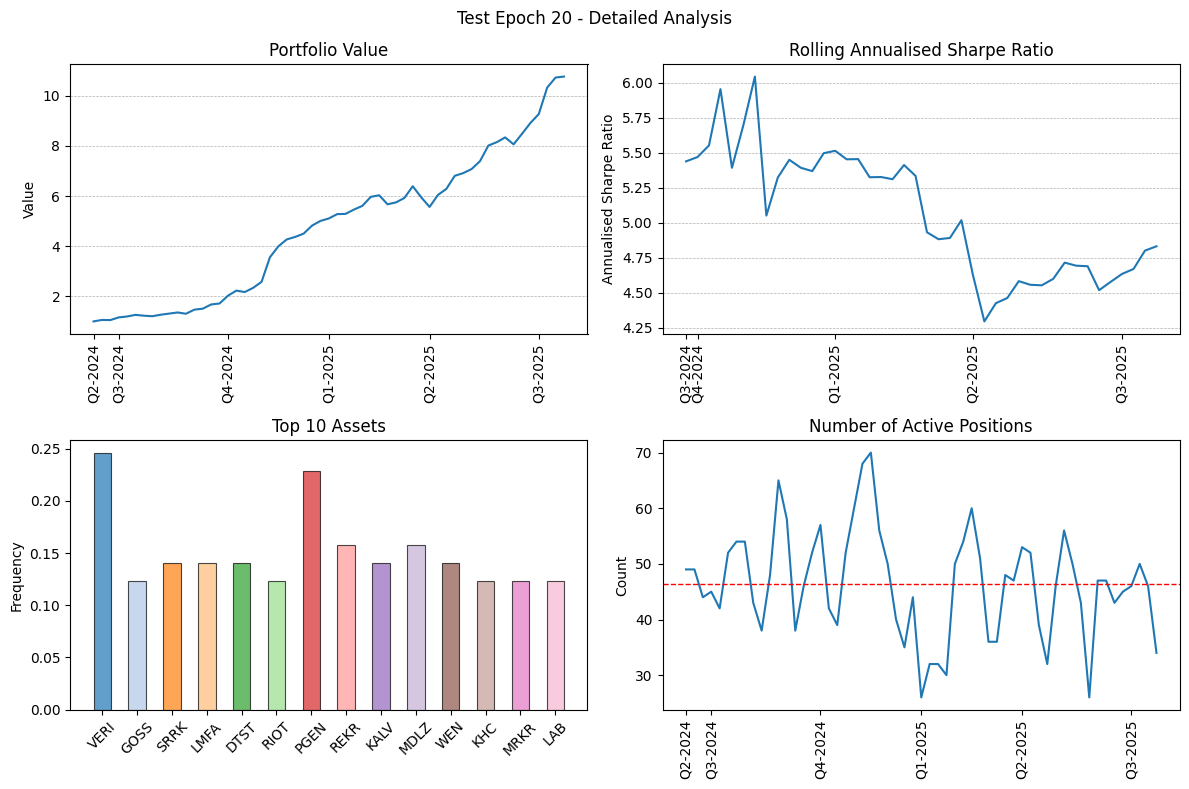 Test Epoch 20 - Detailed Analysis
Portfolio Value
Value
10
8
6
4
2
Q2-2024
Q3-2024
Q4-2024
Q1-2025
Q2-2025
Q3-2025
Rolling Annualised Sharpe Ratio
Annualised Sharpe Ratio
6.00
5.75
5.50
5.25
5.00
4.75
4.50
4.25
Q3-2024
Q4-2024
Q1-2025
Q2-2025
Q3-2025
Top 10 Assets
Frequency
0.25
0.20
0.15
0.10
0.05
0.00
VERI
GOSS
SRRK
LMFA
DTST
RIOT
PGEN
REKR
KALV
MDLZ
WEN
KHC
MRKR
LAB
Number of Active Positions
Count
70
60
50
40
30
Q2-2024
Q3-2024
Q4-2024
Q1-2025
Q2-2025
Q3-2025